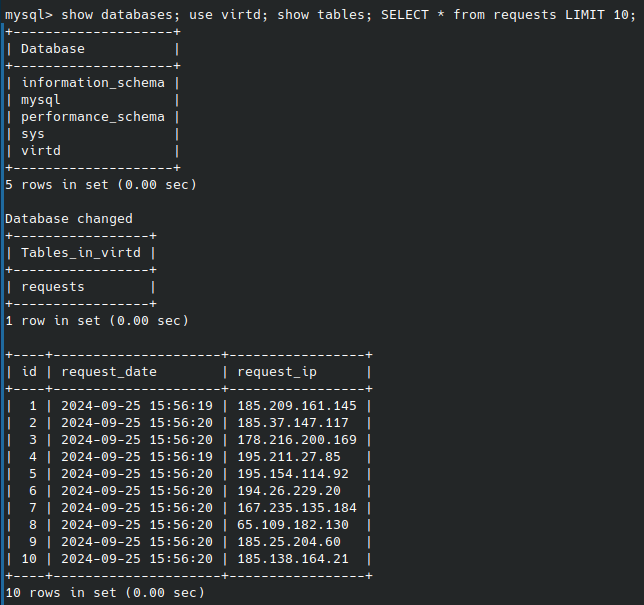 mysql> show databases; use virtd; show tables; SELECT * from requests LIMIT 10;
+--------------------+
| Database           |
+--------------------+
| information_schema |
| mysql              |
| performance_schema |
| sys                |
| virtd              |
+--------------------+
5 rows in set (0.00 sec)

Database changed
+-----------------+
| Tables_in_virtd |
+-----------------+
| requests        |
+-----------------+
1 row in set (0.00 sec)

+----+---------------------+-----------------+
| id | request_date        | request_ip      |
+----+---------------------+-----------------+
|  1 | 2024-09-25 15:56:19 | 185.209.161.145 |
|  2 | 2024-09-25 15:56:20 | 185.37.147.117  |
|  3 | 2024-09-25 15:56:20 | 178.216.200.169 |
|  4 | 2024-09-25 15:56:19 | 195.211.27.85   |
|  5 | 2024-09-25 15:56:20 | 195.154.114.92  |
|  6 | 2024-09-25 15:56:20 | 194.26.229.20   |
|  7 | 2024-09-25 15:56:20 | 167.235.135.184 |
|  8 | 2024-09-25 15:56:20 | 65.109.182.130  |
|  9 | 2024-09-25 15:56:20 | 185.25.204.60   |
| 10 | 2024-09-25 15:56:20 | 185.138.164.21  |
+----+---------------------+-----------------+
10 rows in set (0.00 sec)